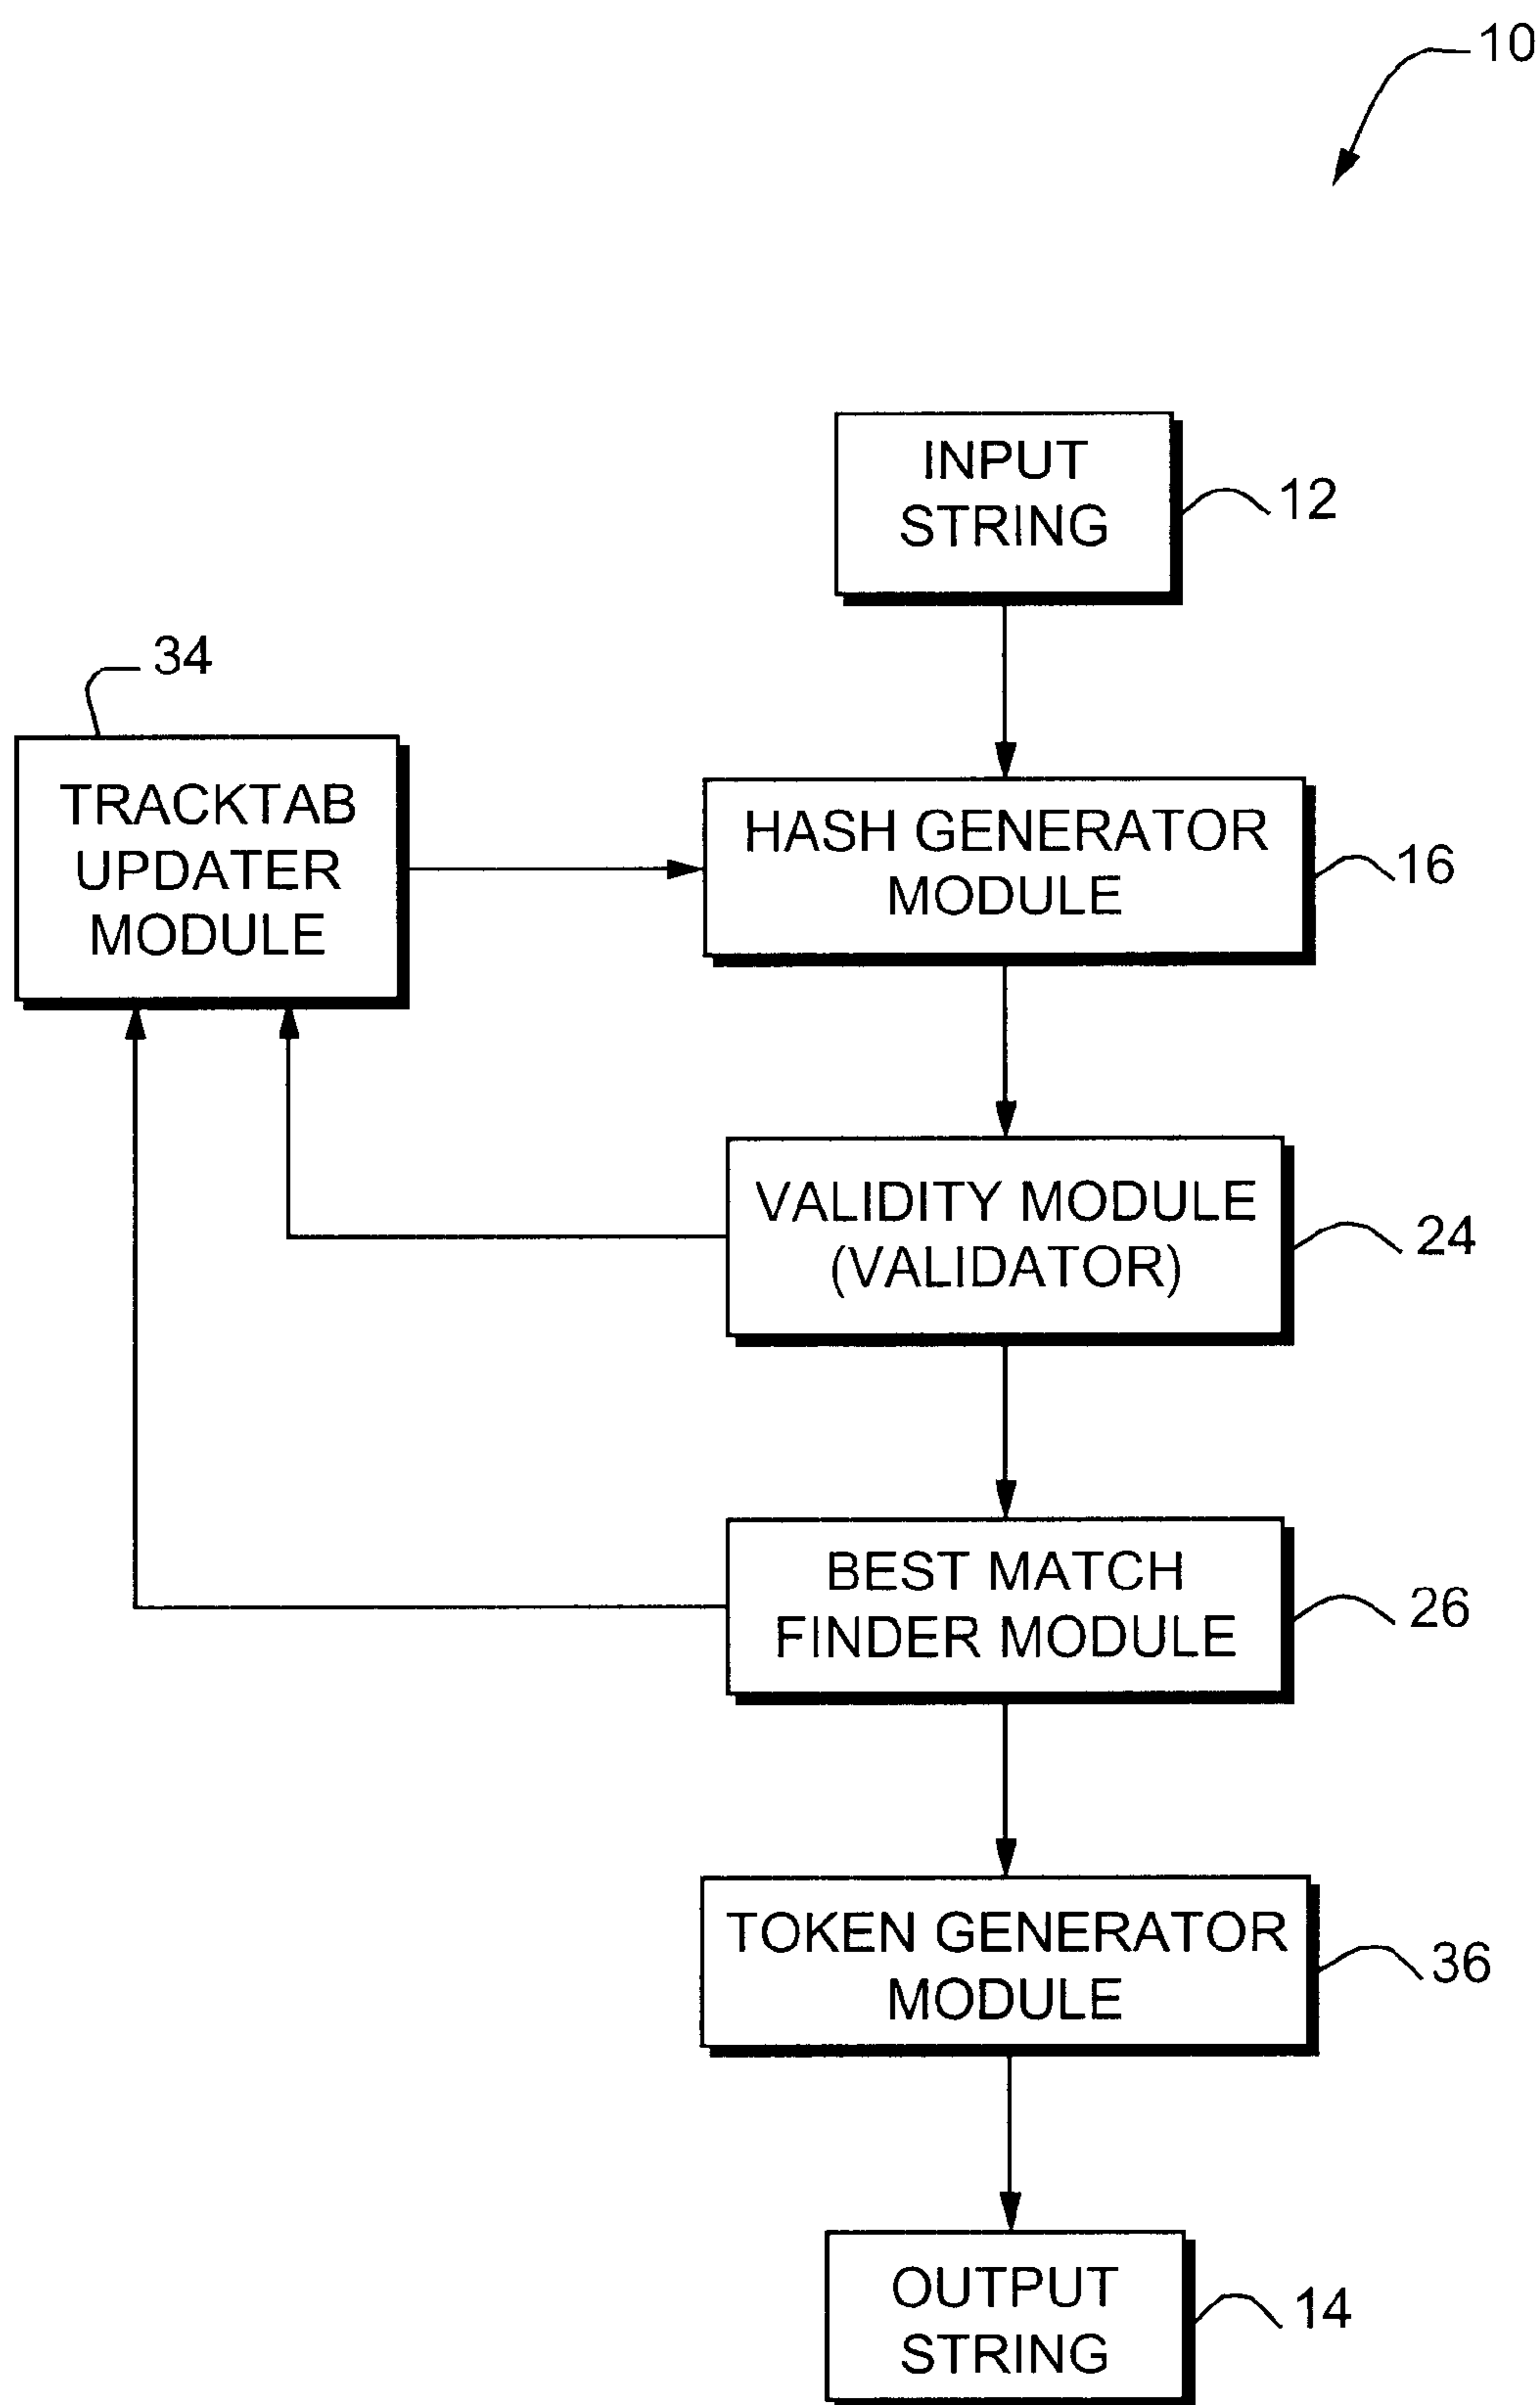 10
INPUT
STRING
12
34
TRACKTAB
UPDATER
MODULE
HASH GENERATOR
MODULE
16
VALIDITY MODULE
(VALIDATOR)
24
BEST MATCH
FINDER MODULE
26
TOKEN GENERATOR
MODULE
36
OUTPUT
STRING
14